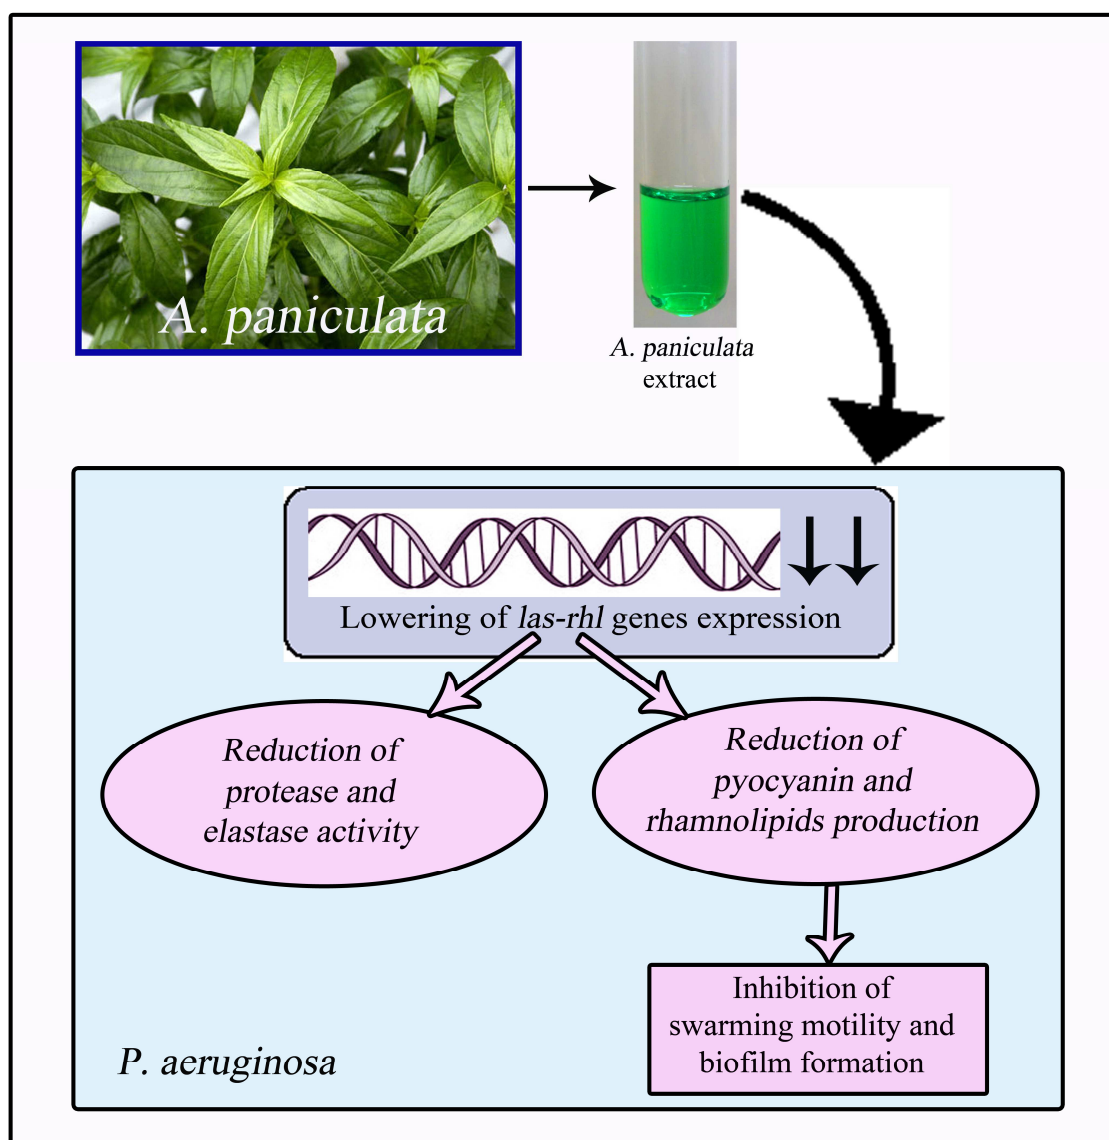 A. paniculata
A. paniculata
extract
Lowering of las-rhl genes expression
Reduction of
protease and
elastase activity
Reduction of
pyocyanin and
rhamnolipids production
Inhibition of
swarming motility and
biofilm formation
P. aeruginosa